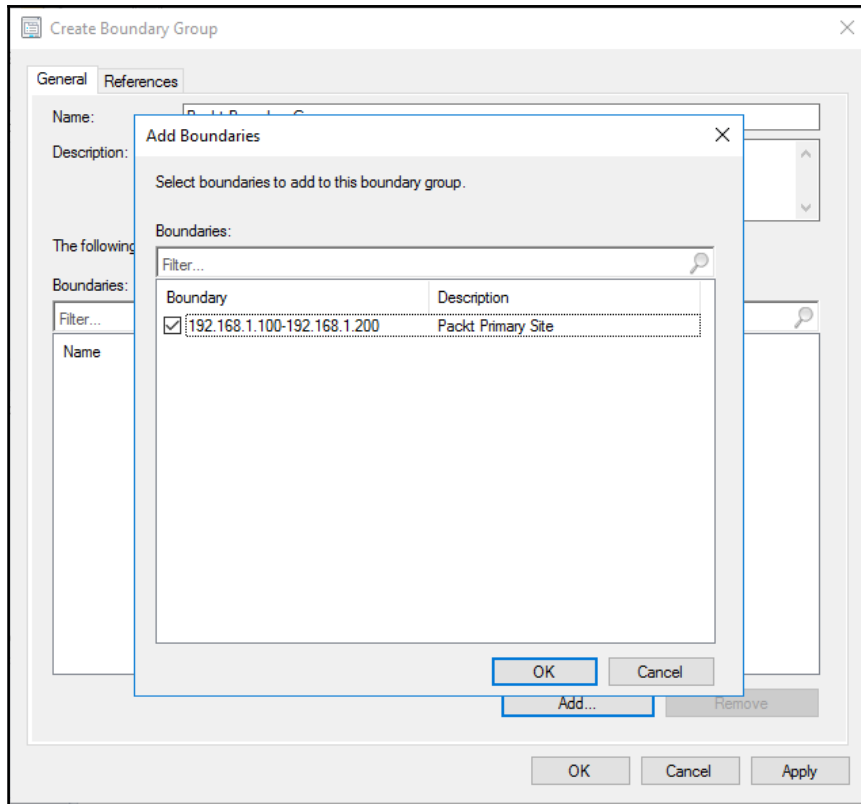 Create Boundary Group
General References
Name:
Description:
Add Boundaries
Select boundaries to add to this boundary group.
The following
Boundaries:
Boundaries:
Filter...
Filter...
Boundary Description
192.168.1.100-192.168.1.200 Packt Primary Site
Name
OK Cancel
Add... Remove
OK Cancel Apply